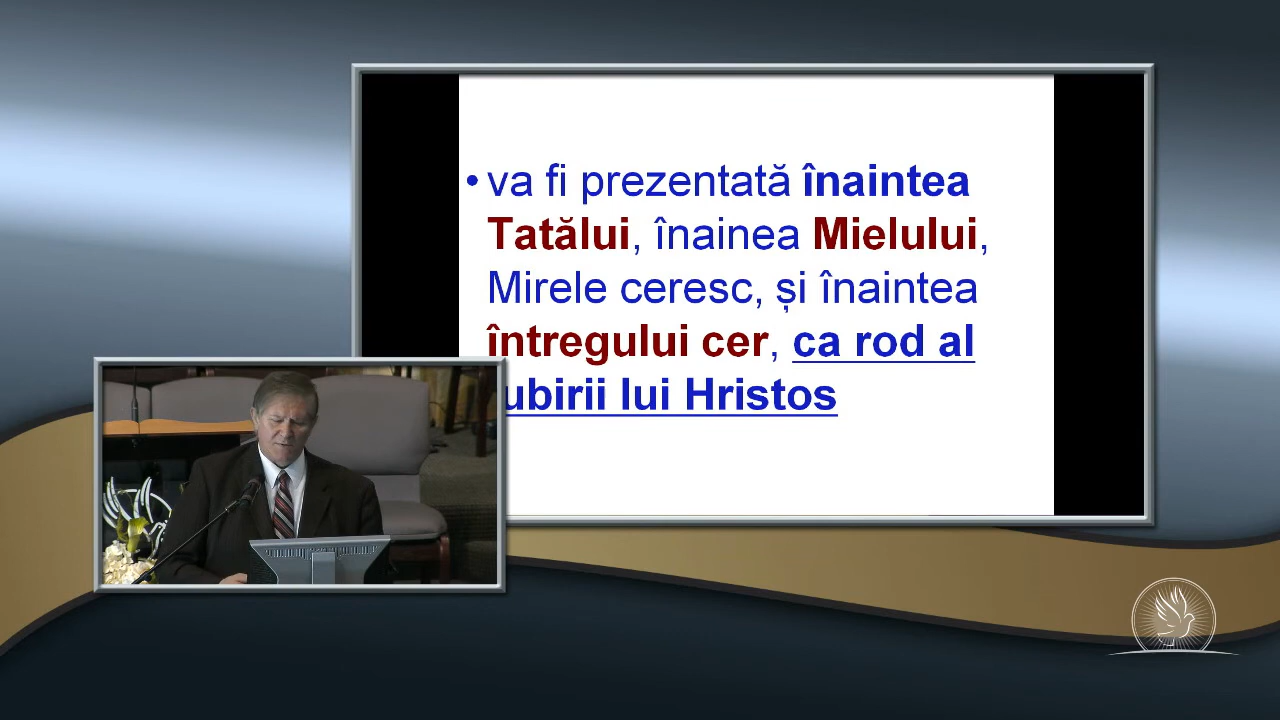 • va fi prezentată înaintea
Tatălui, înainea Mielului,
Mirele ceresc, și înaintea
întregului cer, ca rod al
ubirii lui Hristos